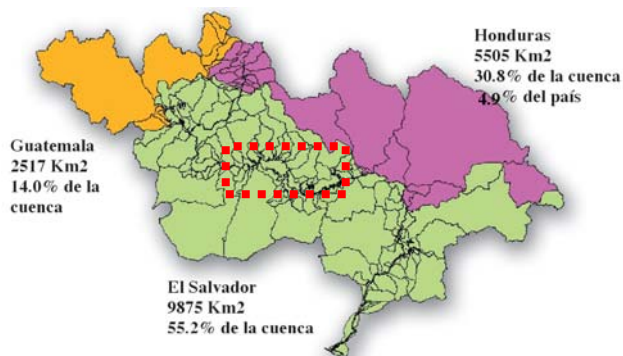 Honduras
5505 Km2
30.8% de la cuenca
4.9% del país
Guatemala
2517 Km2
14.0% de la
cuenca
El Salvador
9875 Km2
55.2% de la cuenca